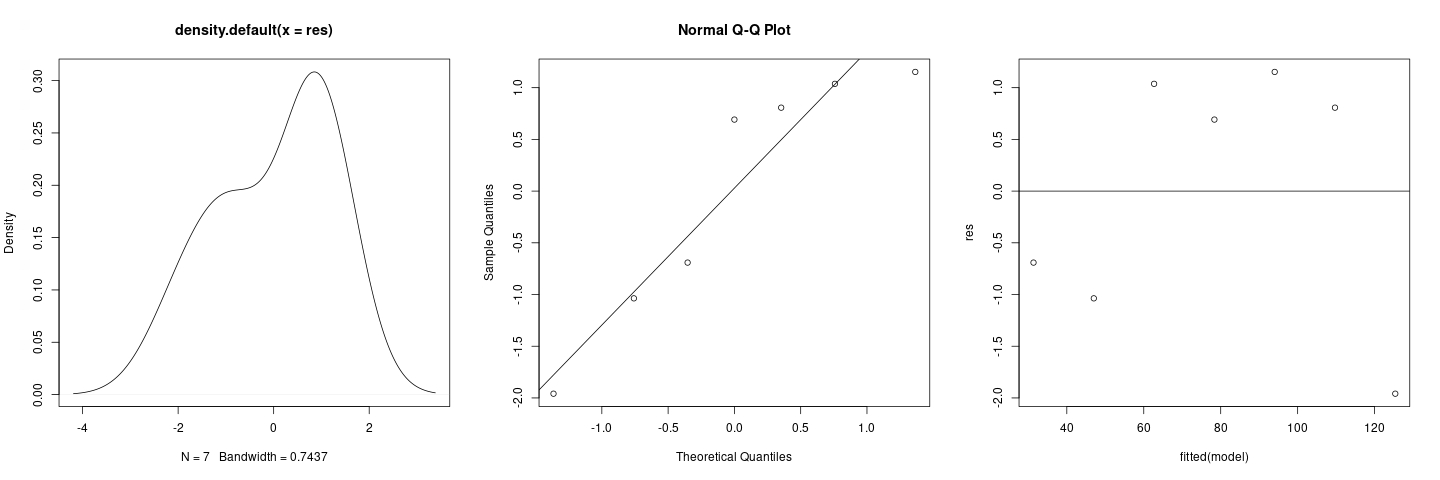 density.default(x = res)
Density
0.00 0.05 0.10 0.15 0.20 0.25 0.30
-4 -2 0 2
N = 7 Bandwidth = 0.7437
Normal Q-Q Plot
Sample Quantiles
-2.0 -1.5 -1.0 -0.5 0.0 0.5 1.0
-1.0 -0.5 0.0 0.5 1.0
Theoretical Quantiles
res
-2.0 -1.5 -1.0 -0.5 0.0 0.5 1.0
40 60 80 100 120
fitted(model)